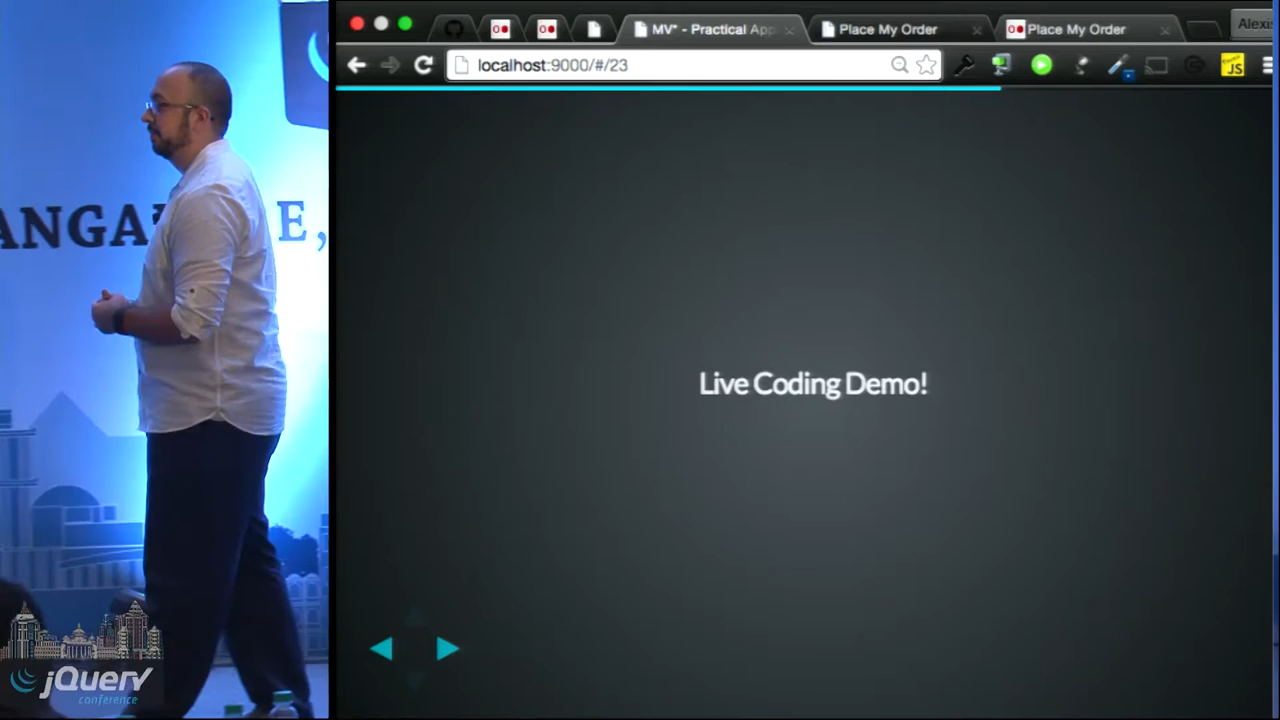 ANGA E,
jQuery
conference
MV* - Practical App
Place My Order
Place My Order
Alexis
localhost:9000/#/23
JS
Live Coding Demo!